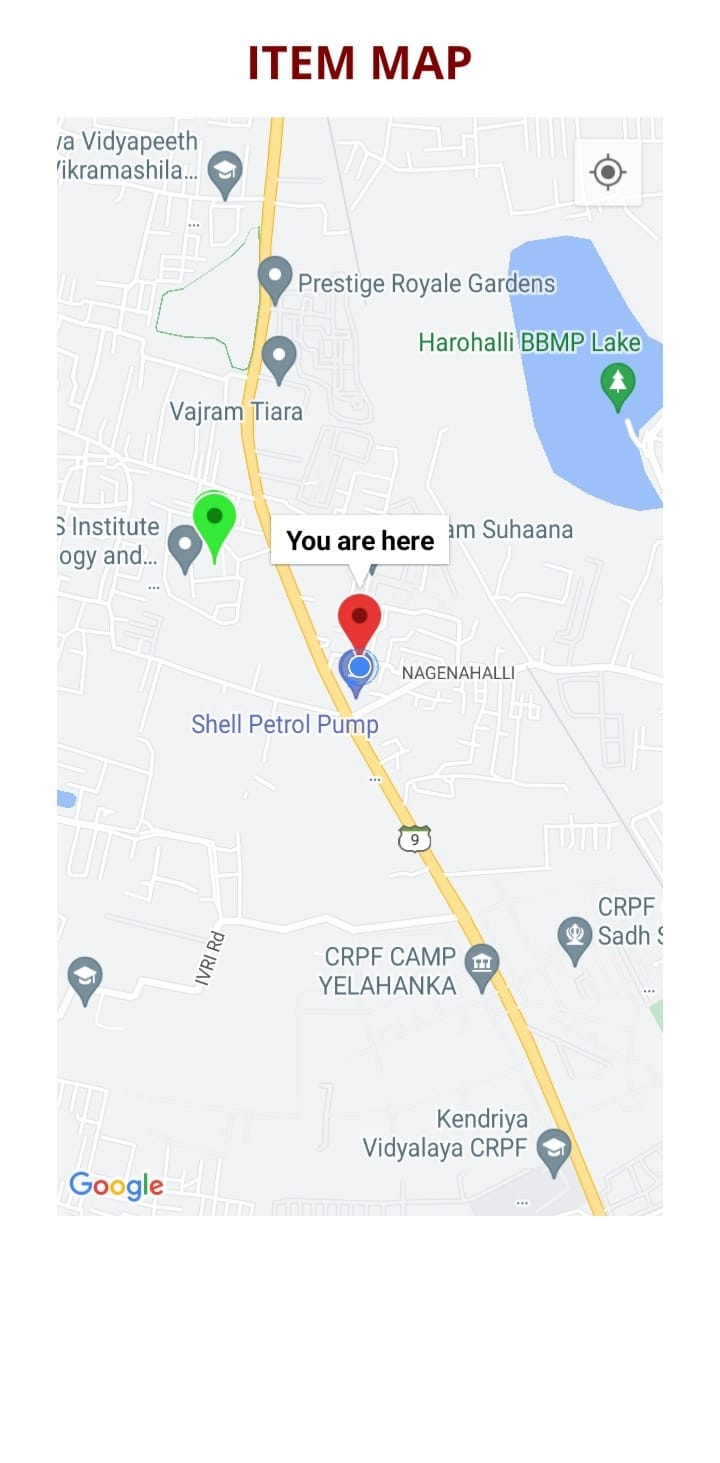 ITEM MAP
Vidyapeeth
Vikramashila...
...
Prestige Royale Gardens
Harohalli BBMP Lake
Vajram Tiara
S Institute
ogy and...
...
You are here
am Suhaana
NAGENAHALLI
Shell Petrol Pump
...
9
CRPF
Sadh S
CRPF CAMP
YELAHANKA
IVRI Rd
...
Kendriya
Vidyalaya CRPF
...
Google